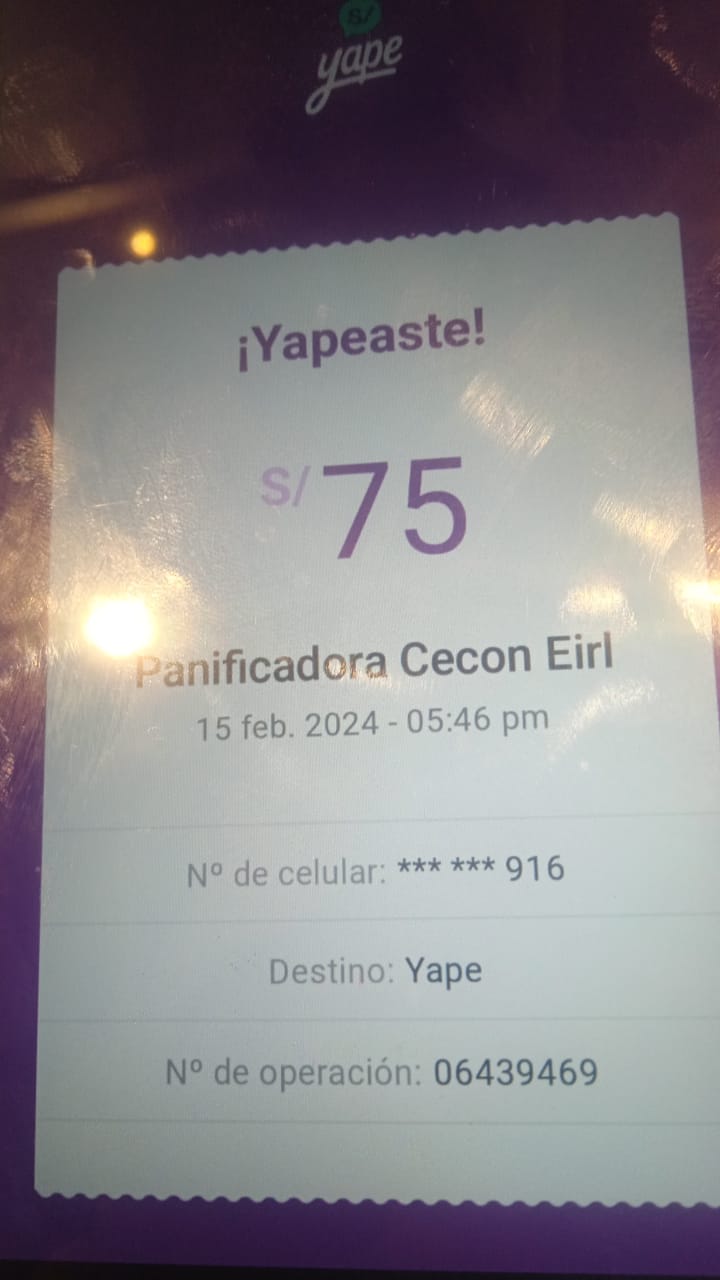 S/
yape
¡Yapeaste!
S/75
Panificadora Cecon Eirl
15 feb. 2024 - 05:46 pm
Nº de celular: *** *** 916
Destino: Yape
Nº de operación: 06439469